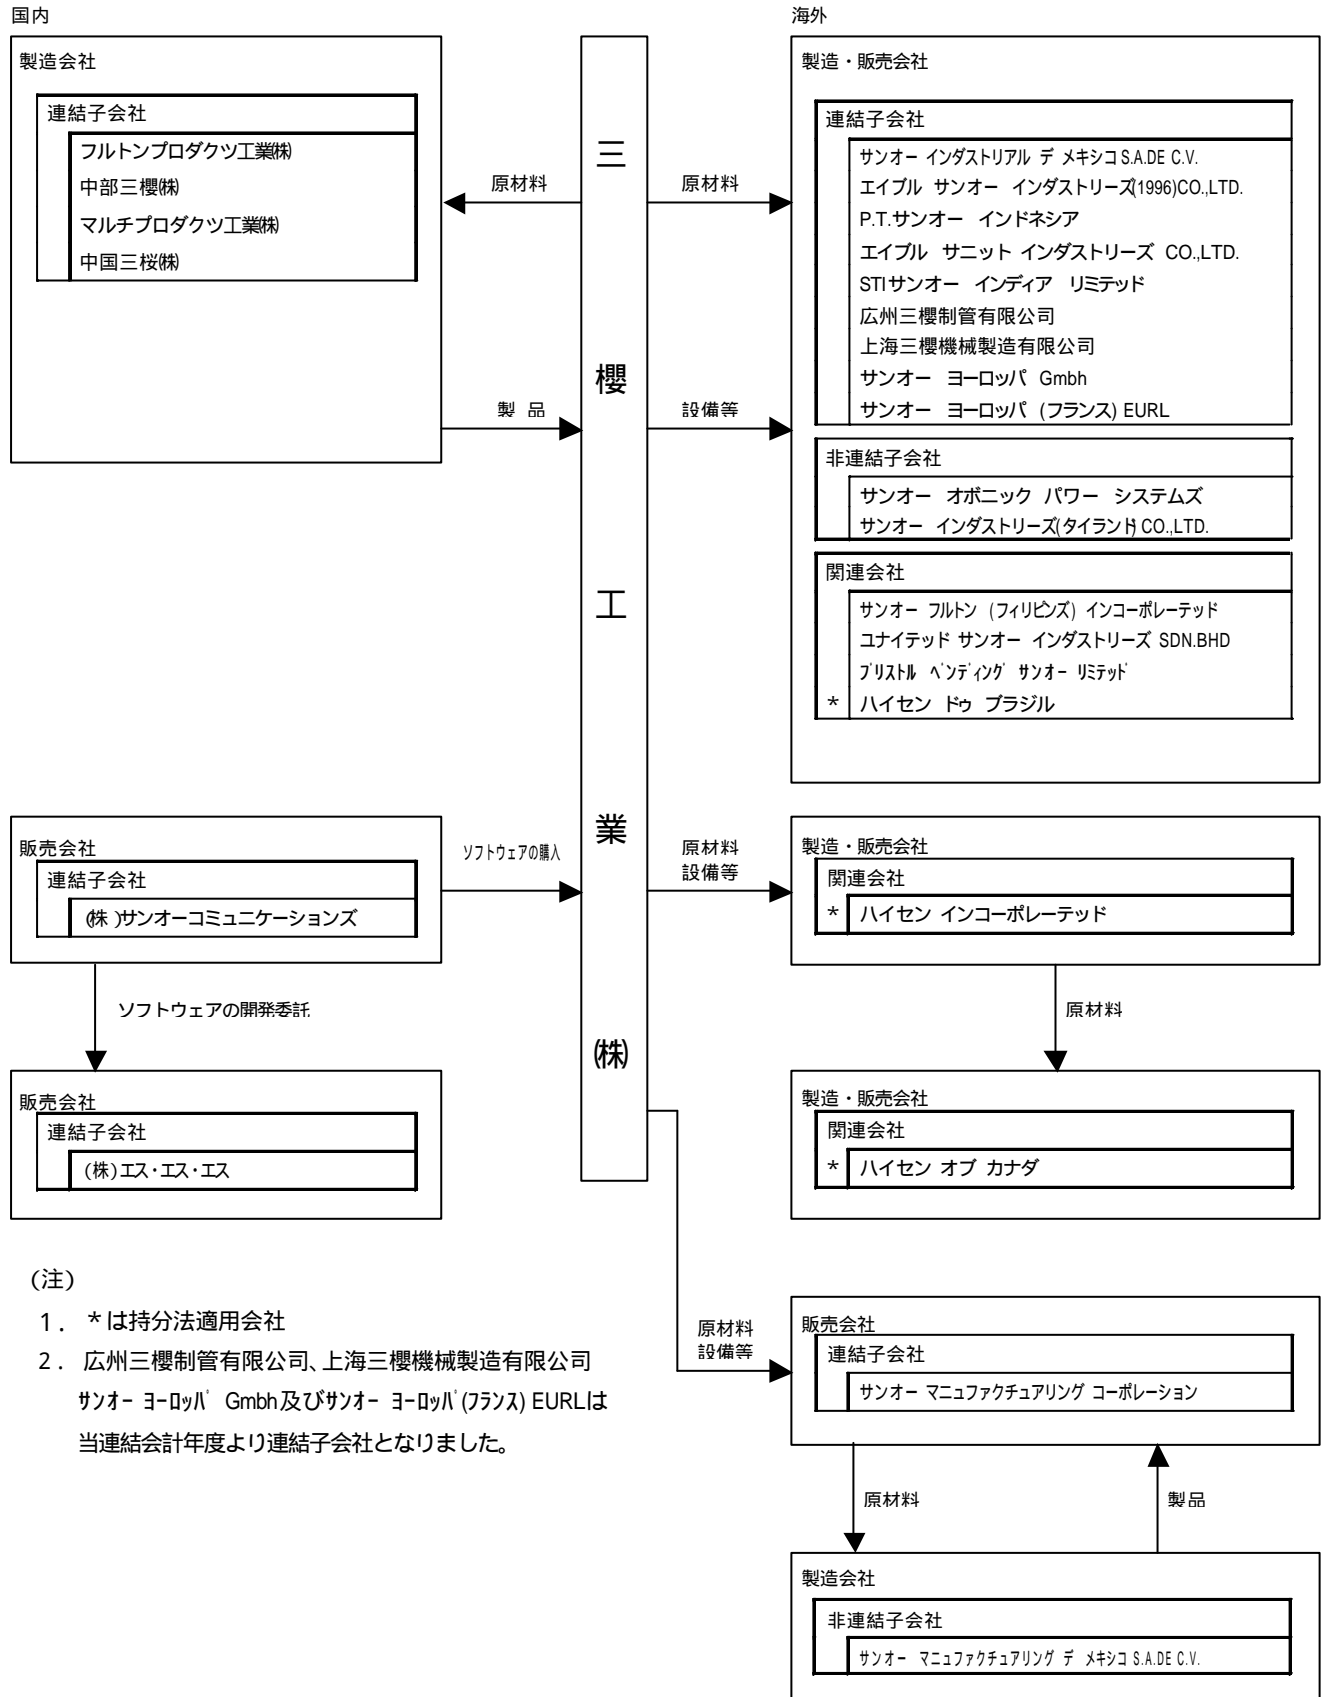 国内
製造会社
連結子会社
フルトンプロダクツ工業㈱
中部三櫻㈱
マルチプロダクツ工業㈱
中国三桜㈱
原材料
製 品
販売会社
連結子会社
(株)サンオーコミュニケーションズ
ソフトウェアの購入
ソフトウェアの開発委託
販売会社
連結子会社
(株)エス・エス・エス
三
櫻
工
業
㈱
海外
原材料
設備等
製造・販売会社
連結子会社
サンオー インダストリアル デ メキシコ S.A.DE C.V.
エイブル サンオー インダストリーズ(1996)CO.,LTD.
P.T.サンオー インドネシア
エイブル サニット インダストリーズ CO.,LTD.
STIサンオー インディア リミテッド
広州三櫻制管有限公司
上海三櫻機械製造有限公司
サンオー ヨーロッパ Gmbh
サンオー ヨーロッパ (フランス) EURL
非連結子会社
サンオー オボニック パワー システムズ
サンオー インダストリーズ(タイランド) CO.,LTD.
関連会社
サンオー フルトン (フィリピンズ) インコーポレーテッド
ユナイテッド サンオー インダストリーズ SDN.BHD
ブリストル ベンディング サンオー リミテッド
* ハイセン ドゥ ブラジル
原材料
設備等
製造・販売会社
関連会社
* ハイセン インコーポレーテッド
原材料
製造・販売会社
関連会社
* ハイセン オブ カナダ
原材料
設備等
販売会社
連結子会社
サンオー マニュファクチュアリング コーポレーション
原材料
製品
製造会社
非連結子会社
サンオー マニュファクチュアリング デ メキシコ S.A.DE C.V.
(注)
1. *は持分法適用会社
2. 広州三櫻制管有限公司、上海三櫻機械製造有限公司
サンオー ヨーロッパ Gmbh及びサンオー ヨーロッパ(フランス) EURLは
当連結会計年度より連結子会社となりました。